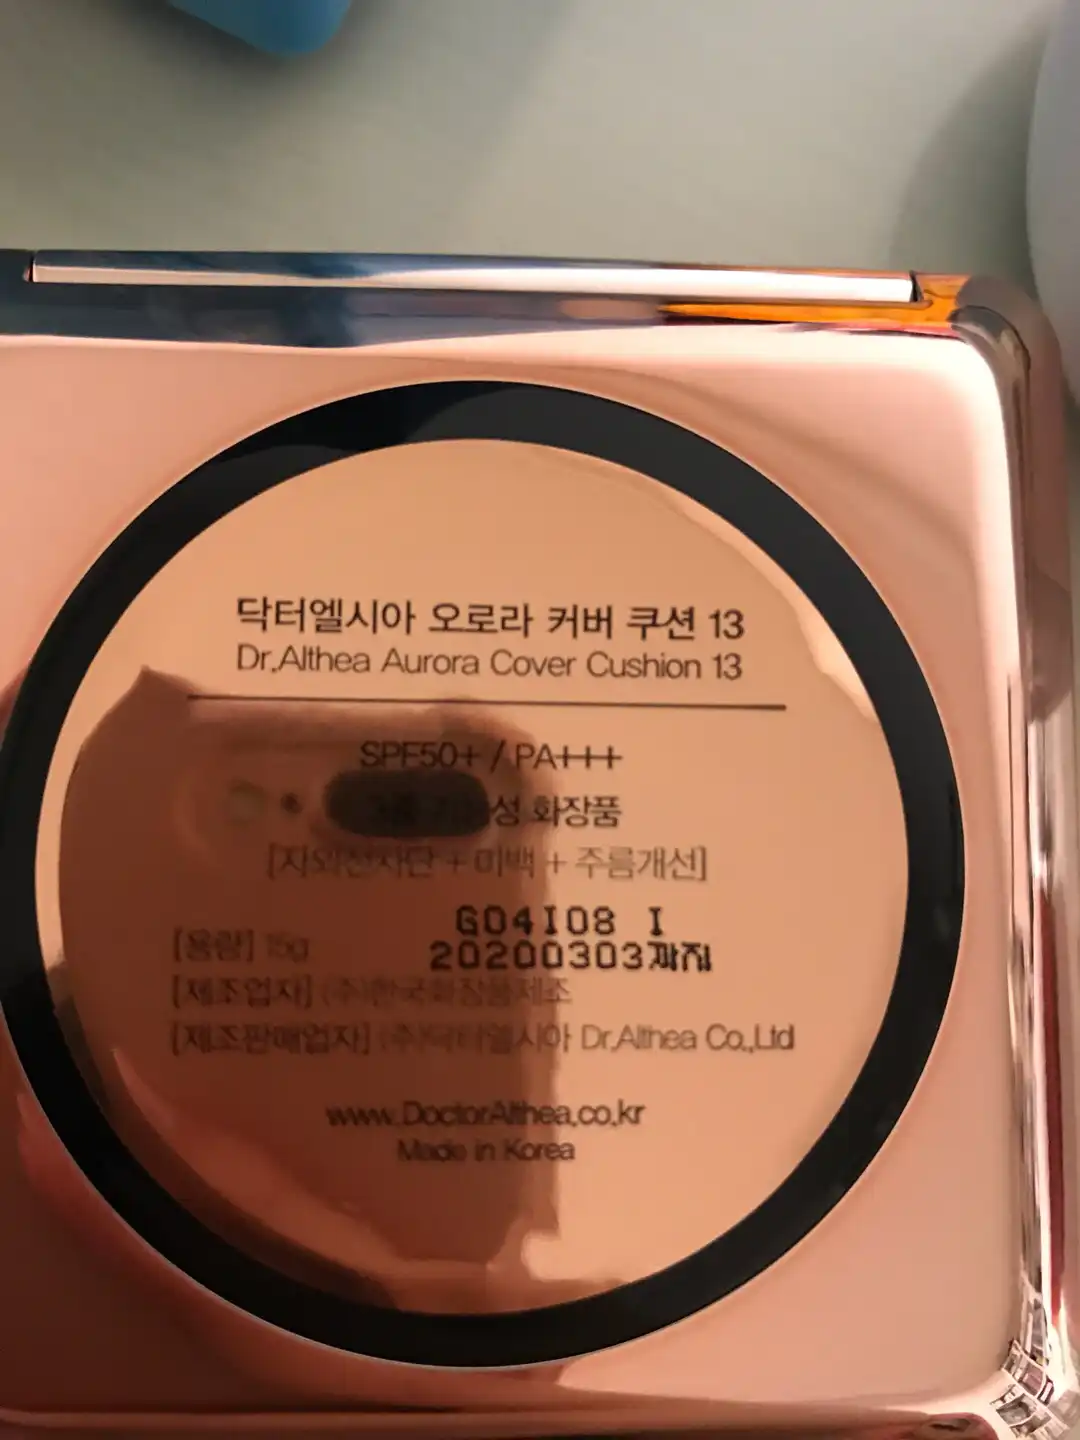 닥터엘시아 오로라 커버 쿠션 13
Dr.Althea Aurora Cover Cushion 13
SPF50+ / PA+++
화장품
[자외선차단 + 미백 + 주름개선]
G04I08 I
[용량] 15g 20200303까지
[제조업자] (주)한국화장품제조
[제조판매업자] (주)닥터엘시아 Dr.Althea Co.,Ltd
www.DoctorAlthea.co.kr
Made in Korea